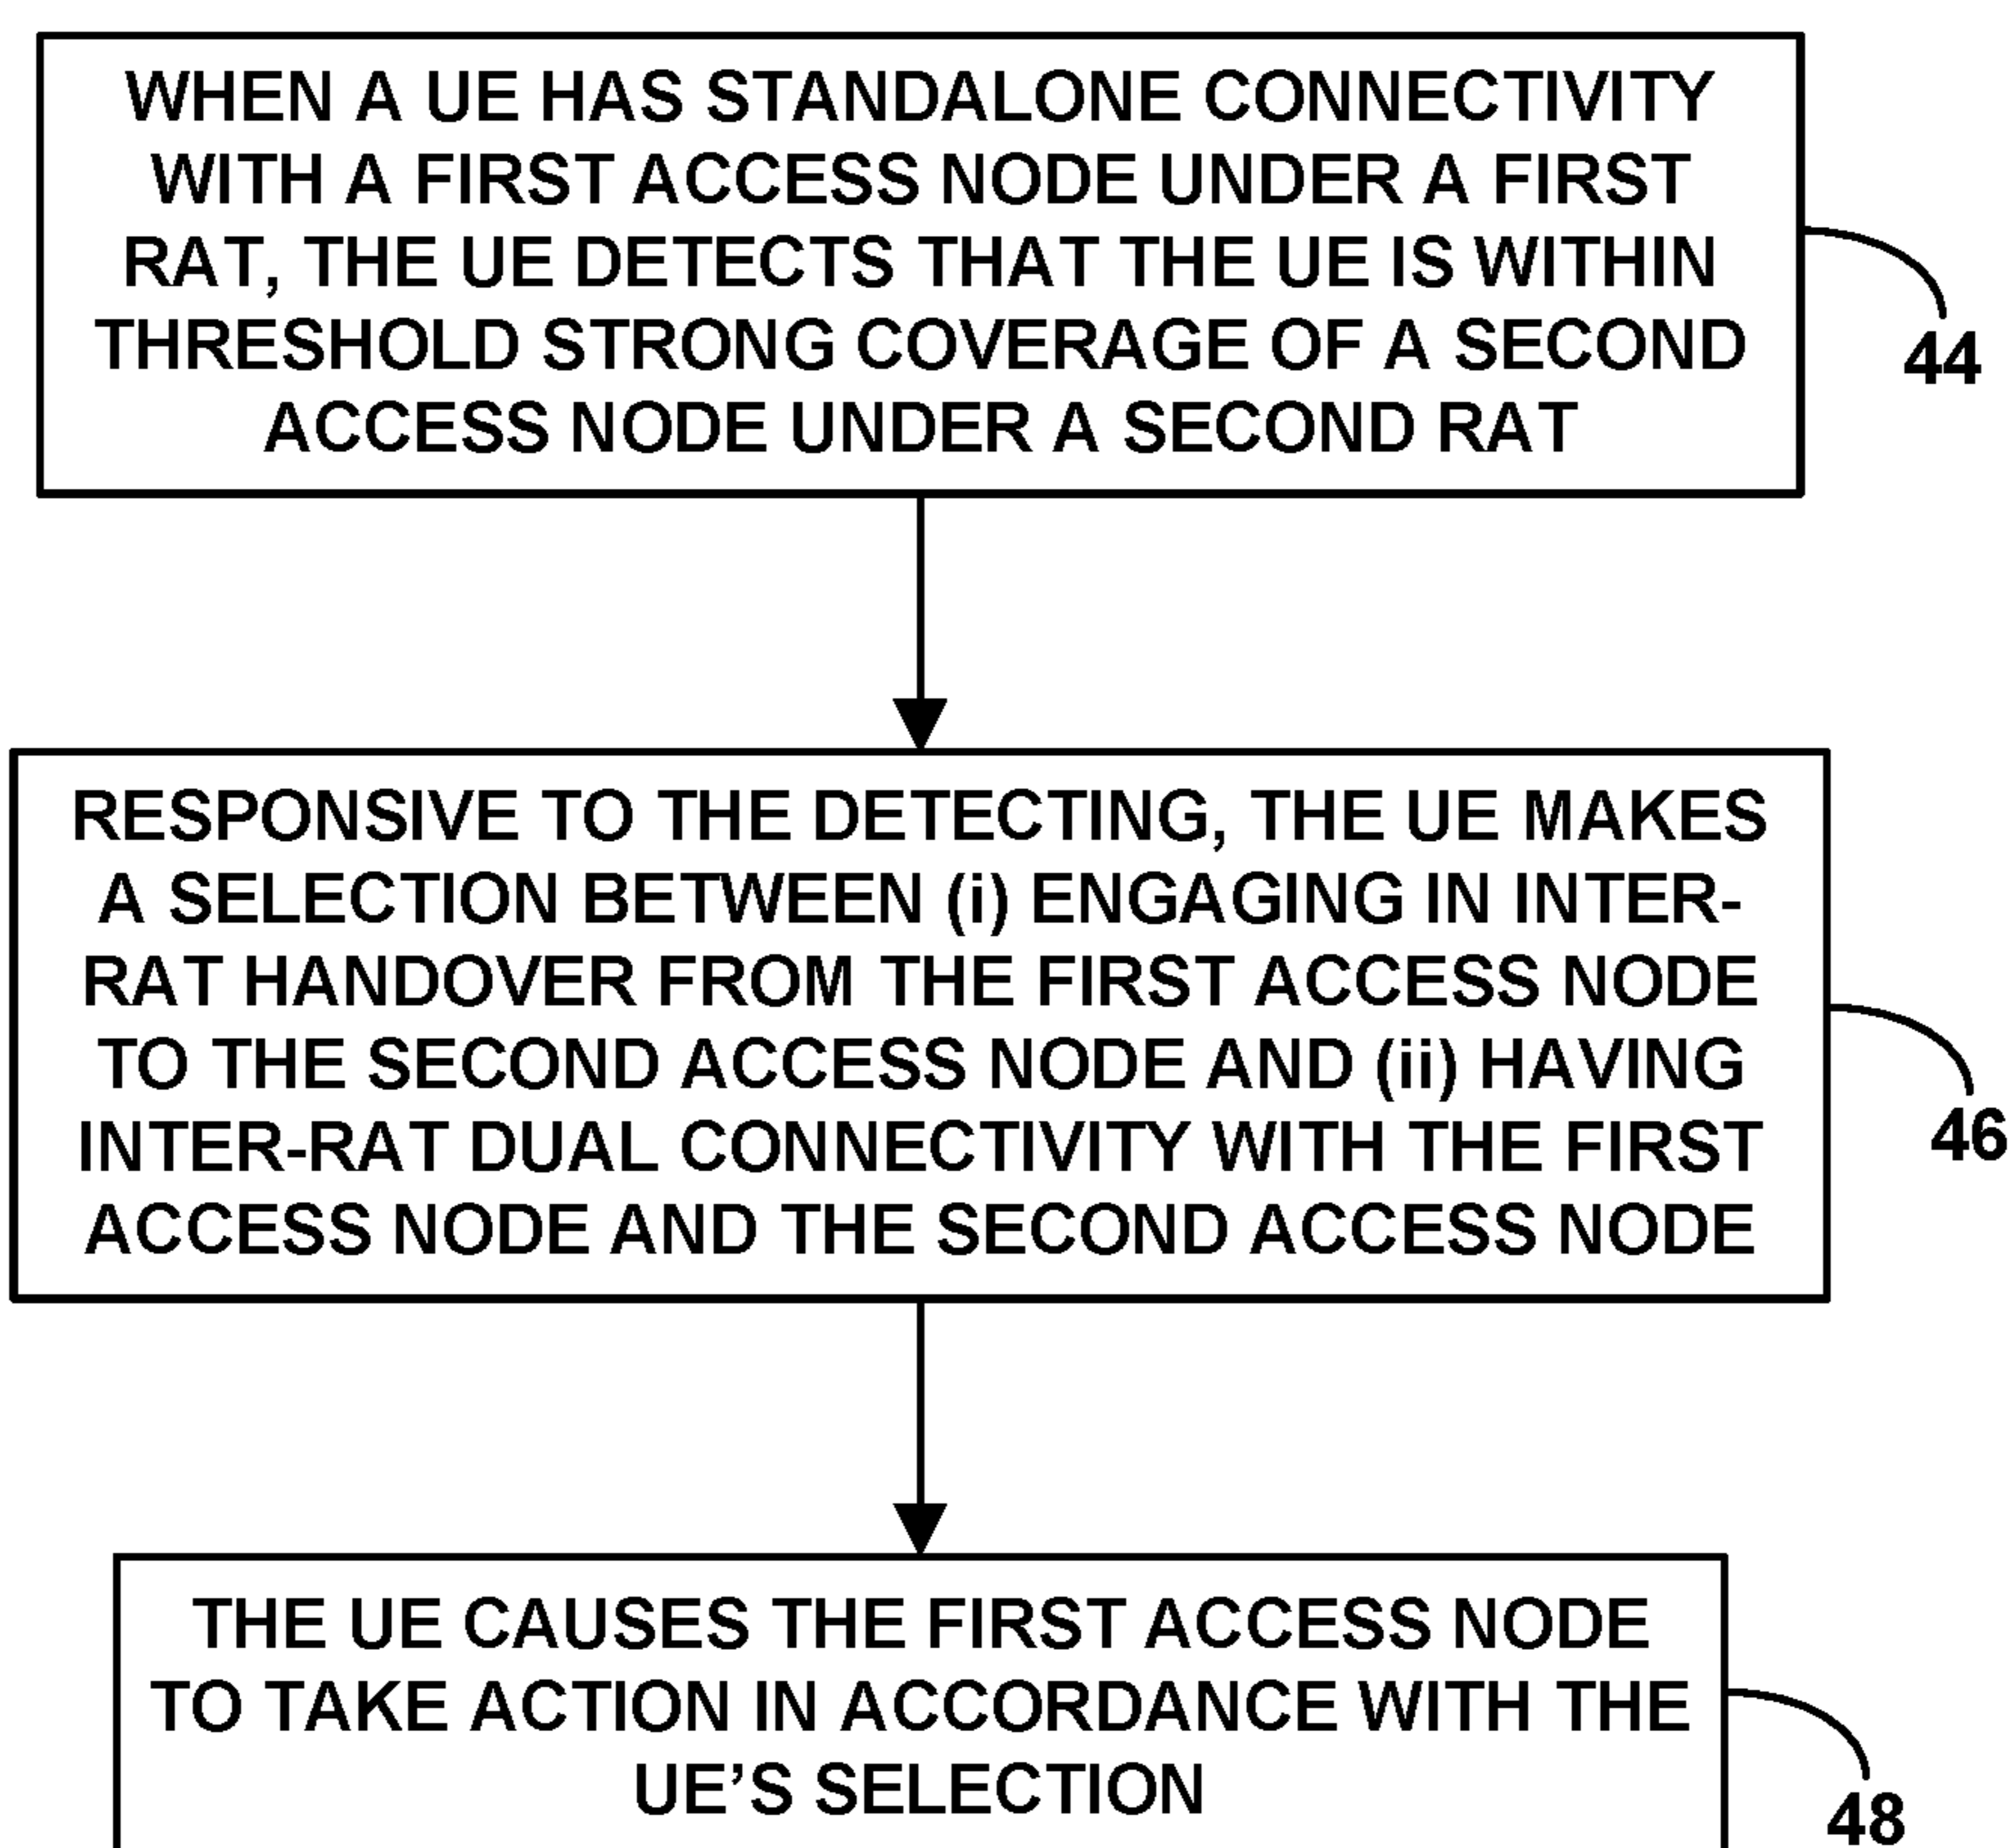 WHEN A UE HAS STANDALONE CONNECTIVITY
WITH A FIRST ACCESS NODE UNDER A FIRST
RAT, THE UE DETECTS THAT THE UE IS WITHIN
THRESHOLD STRONG COVERAGE OF A SECOND
ACCESS NODE UNDER A SECOND RAT
44
RESPONSIVE TO THE DETECTING, THE UE MAKES
A SELECTION BETWEEN (i) ENGAGING IN INTER-
RAT HANDOVER FROM THE FIRST ACCESS NODE
TO THE SECOND ACCESS NODE AND (ii) HAVING
INTER-RAT DUAL CONNECTIVITY WITH THE FIRST
ACCESS NODE AND THE SECOND ACCESS NODE
46
THE UE CAUSES THE FIRST ACCESS NODE
TO TAKE ACTION IN ACCORDANCE WITH THE
UE’S SELECTION
48